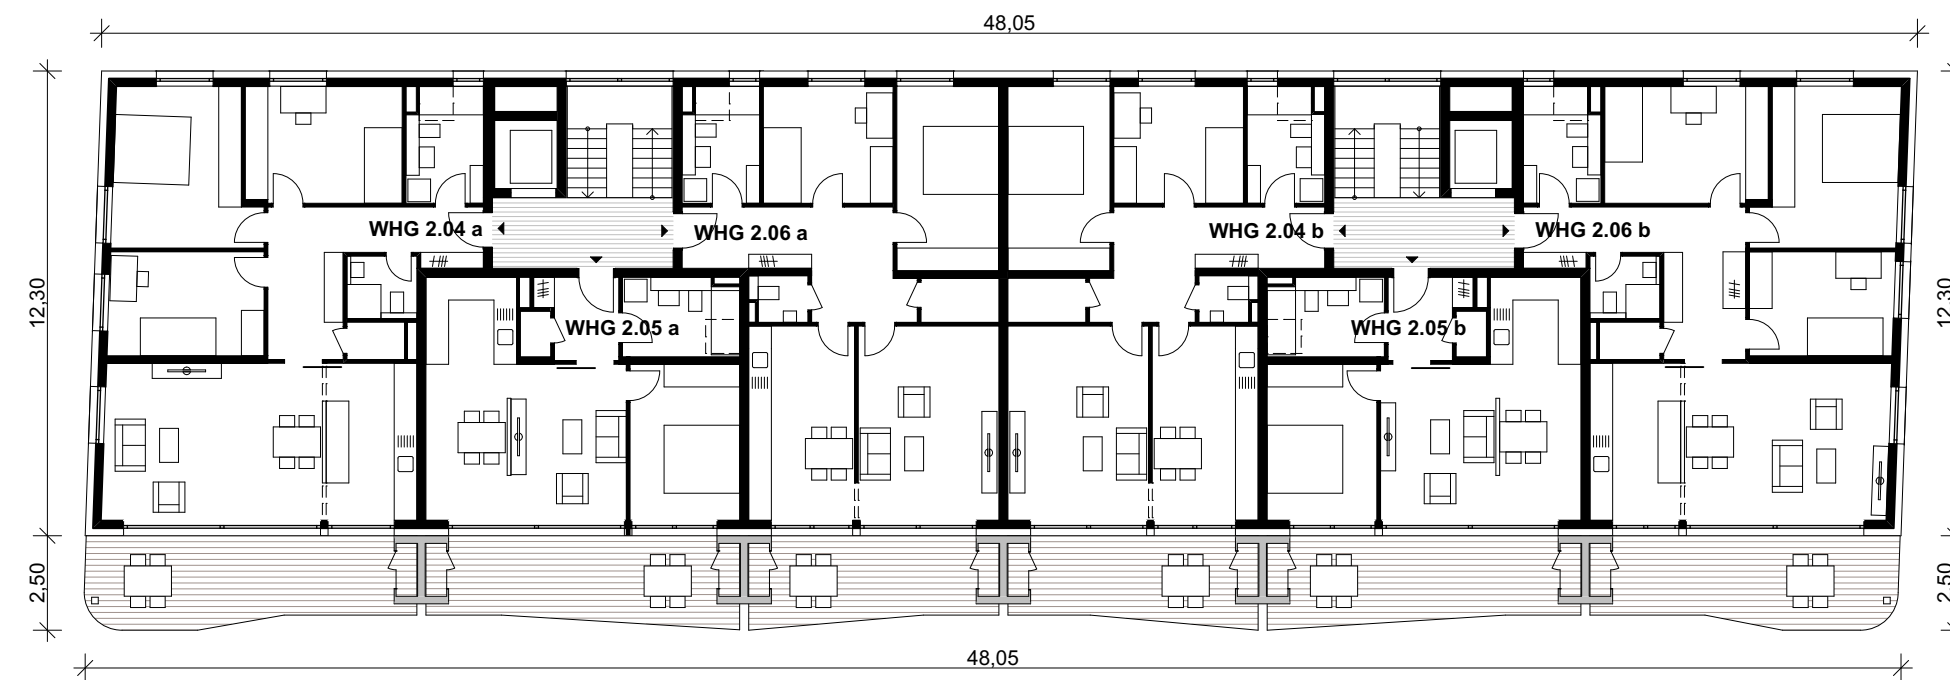 48,05
WHG 2.04 a
WHG 2.06 a
WHG 2.04 b
WHG 2.06 b
12,30
12,30
WHG 2.05 a
WHG 2.05 b
2,50
2,50
48,05